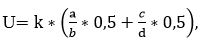 U= k * (a/b * 0,5 + c/d * 0,5),